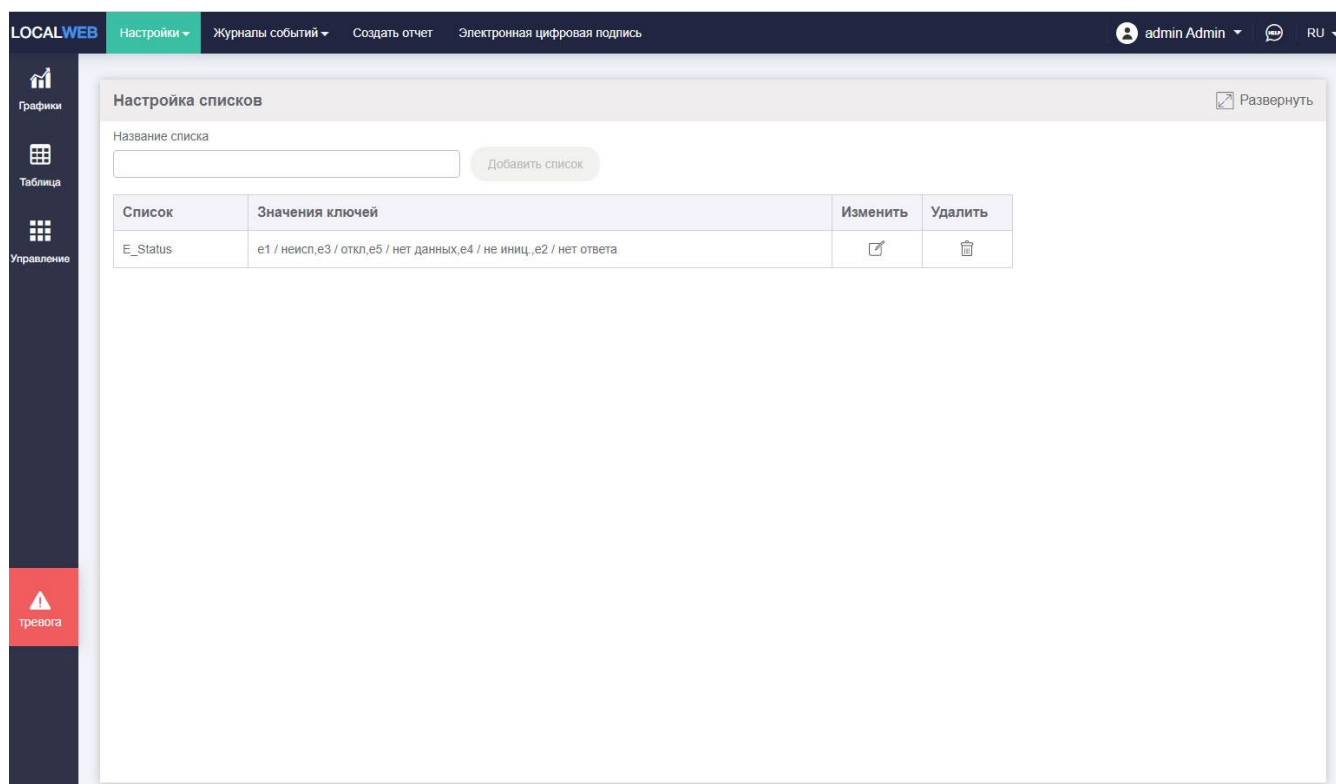 LOCALWEB Настройки Журналы событий Создать отчет Электронная цифровая подпись admin Admin HELP RU
Графики
Таблица
Управление
тревога
Настройка списков Развернуть
Название списка
Добавить список
Список Значения ключей Изменить Удалить
E_Status e1 / неисп,e3 / откл,e5 / нет данных,e4 / не иниц.,e2 / нет ответа